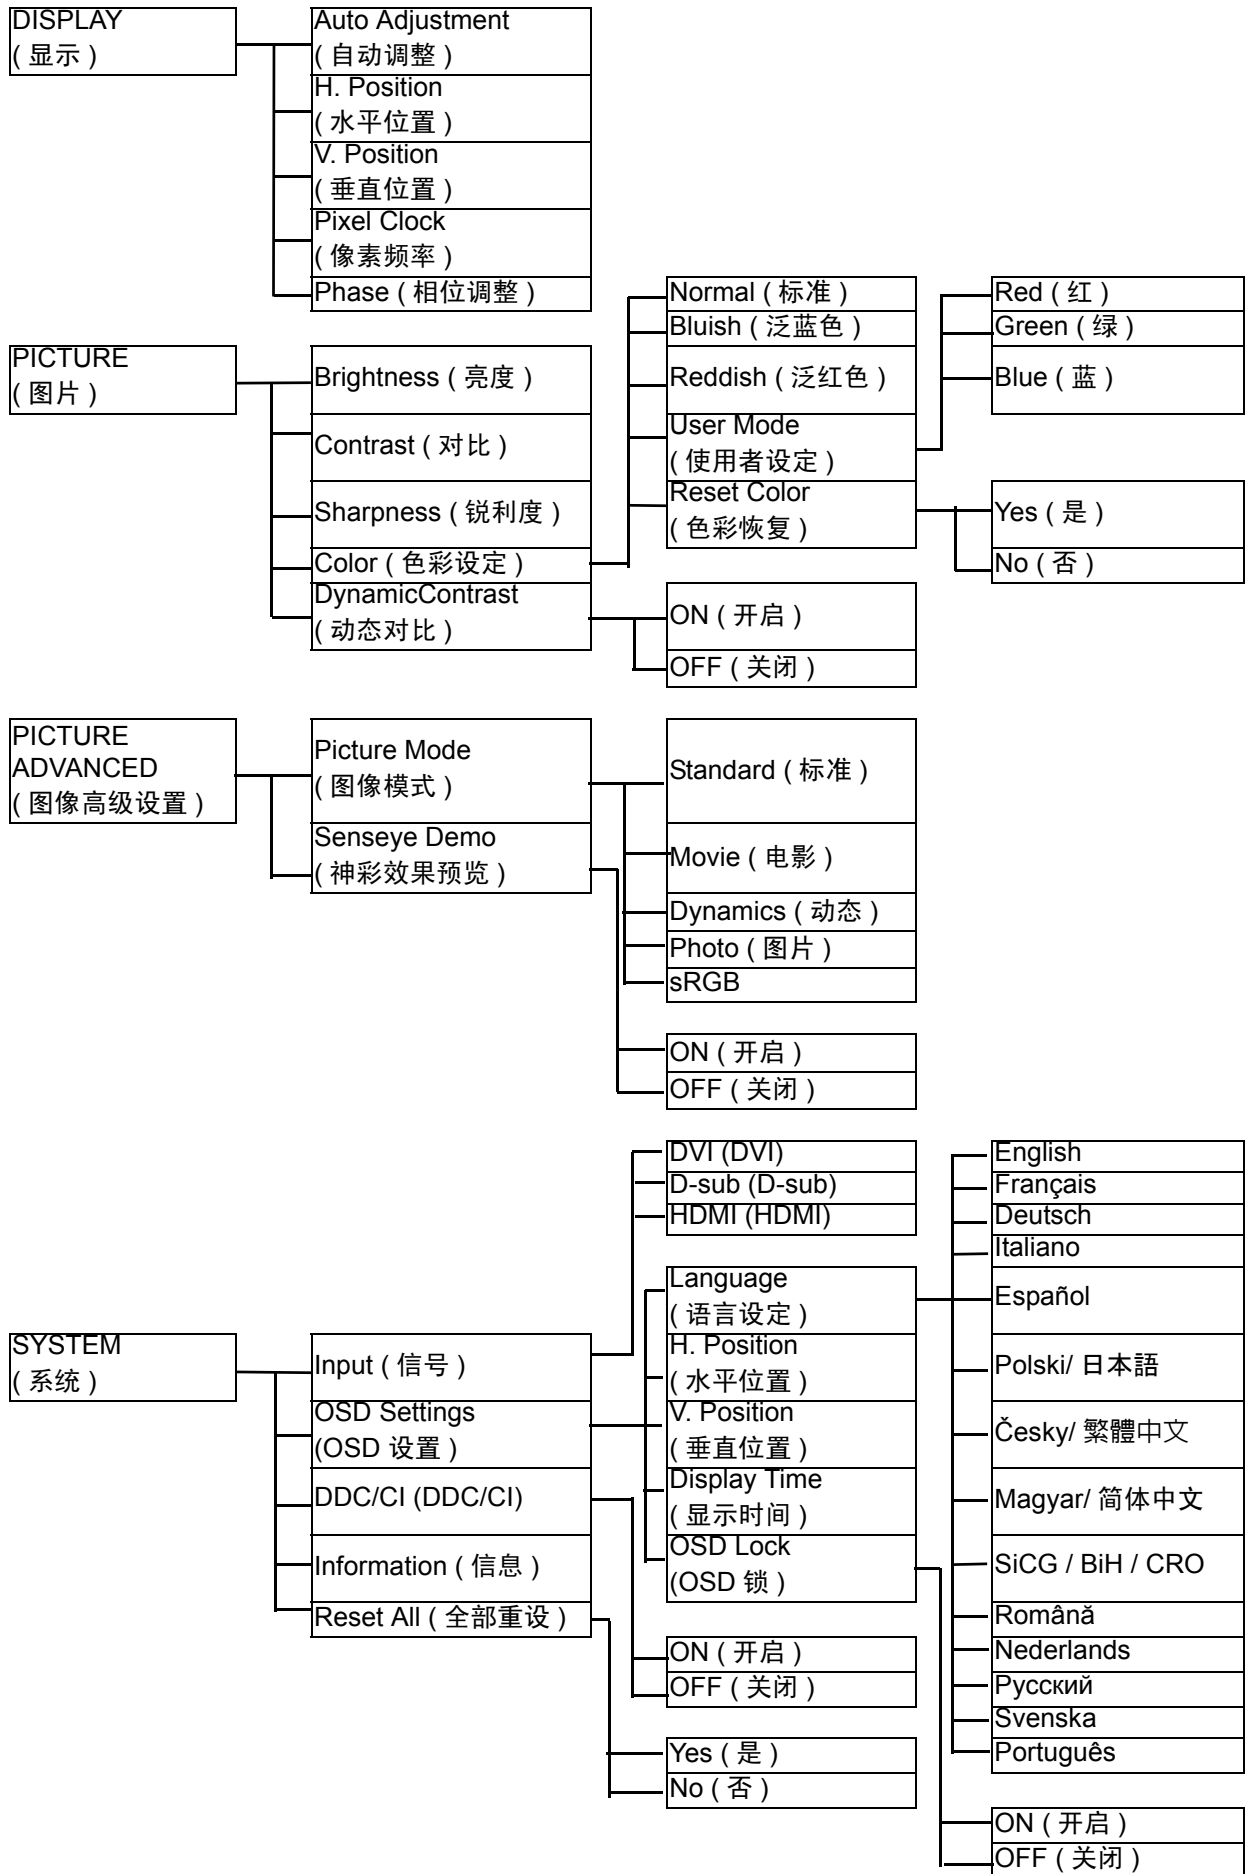 DISPLAY
( 显示 )
Auto Adjustment
( 自动调整 )
H. Position
( 水平位置 )
V. Position
( 垂直位置 )
Pixel Clock
( 像素频率 )
Phase ( 相位调整 )
PICTURE
( 图片 )
Brightness ( 亮度 )
Contrast ( 对比 )
Sharpness ( 锐利度 )
Color ( 色彩设定 )
DynamicContrast
( 动态对比 )
Normal ( 标准 )
Bluish ( 泛蓝色 )
Reddish ( 泛红色 )
User Mode
( 使用者设定 )
Reset Color
( 色彩恢复 )
Red ( 红 )
Green ( 绿 )
Blue ( 蓝 )
Yes ( 是 )
No ( 否 )
ON ( 开启 )
OFF ( 关闭 )
PICTURE
ADVANCED
( 图像高级设置 )
Picture Mode
( 图像模式 )
Senseye Demo
( 神彩效果预览 )
Standard ( 标准 )
Movie ( 电影 )
Dynamics ( 动态 )
Photo ( 图片 )
sRGB
ON ( 开启 )
OFF ( 关闭 )
SYSTEM
( 系统 )
Input ( 信号 )
OSD Settings
(OSD 设置 )
DDC/CI (DDC/CI)
Information ( 信息 )
Reset All ( 全部重设 )
DVI (DVI)
D-sub (D-sub)
HDMI (HDMI)
Language
( 语言设定 )
H. Position
( 水平位置 )
V. Position
( 垂直位置 )
Display Time
( 显示时间 )
OSD Lock
(OSD 锁 )
ON ( 开启 )
OFF ( 关闭 )
Yes ( 是 )
No ( 否 )
English
Français
Deutsch
Italiano
Español
Polski/ 日本語
Česky/ 繁體中文
Magyar/ 简体中文
SiCG / BiH / CRO
Română
Nederlands
Русский
Svenska
Português
ON ( 开启 )
OFF ( 关闭 )